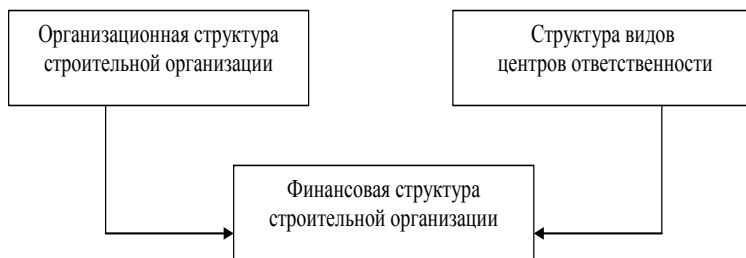 Организационная структура
строительной организации
Структура видов
центров ответственности
Финансовая структура
строительной организации